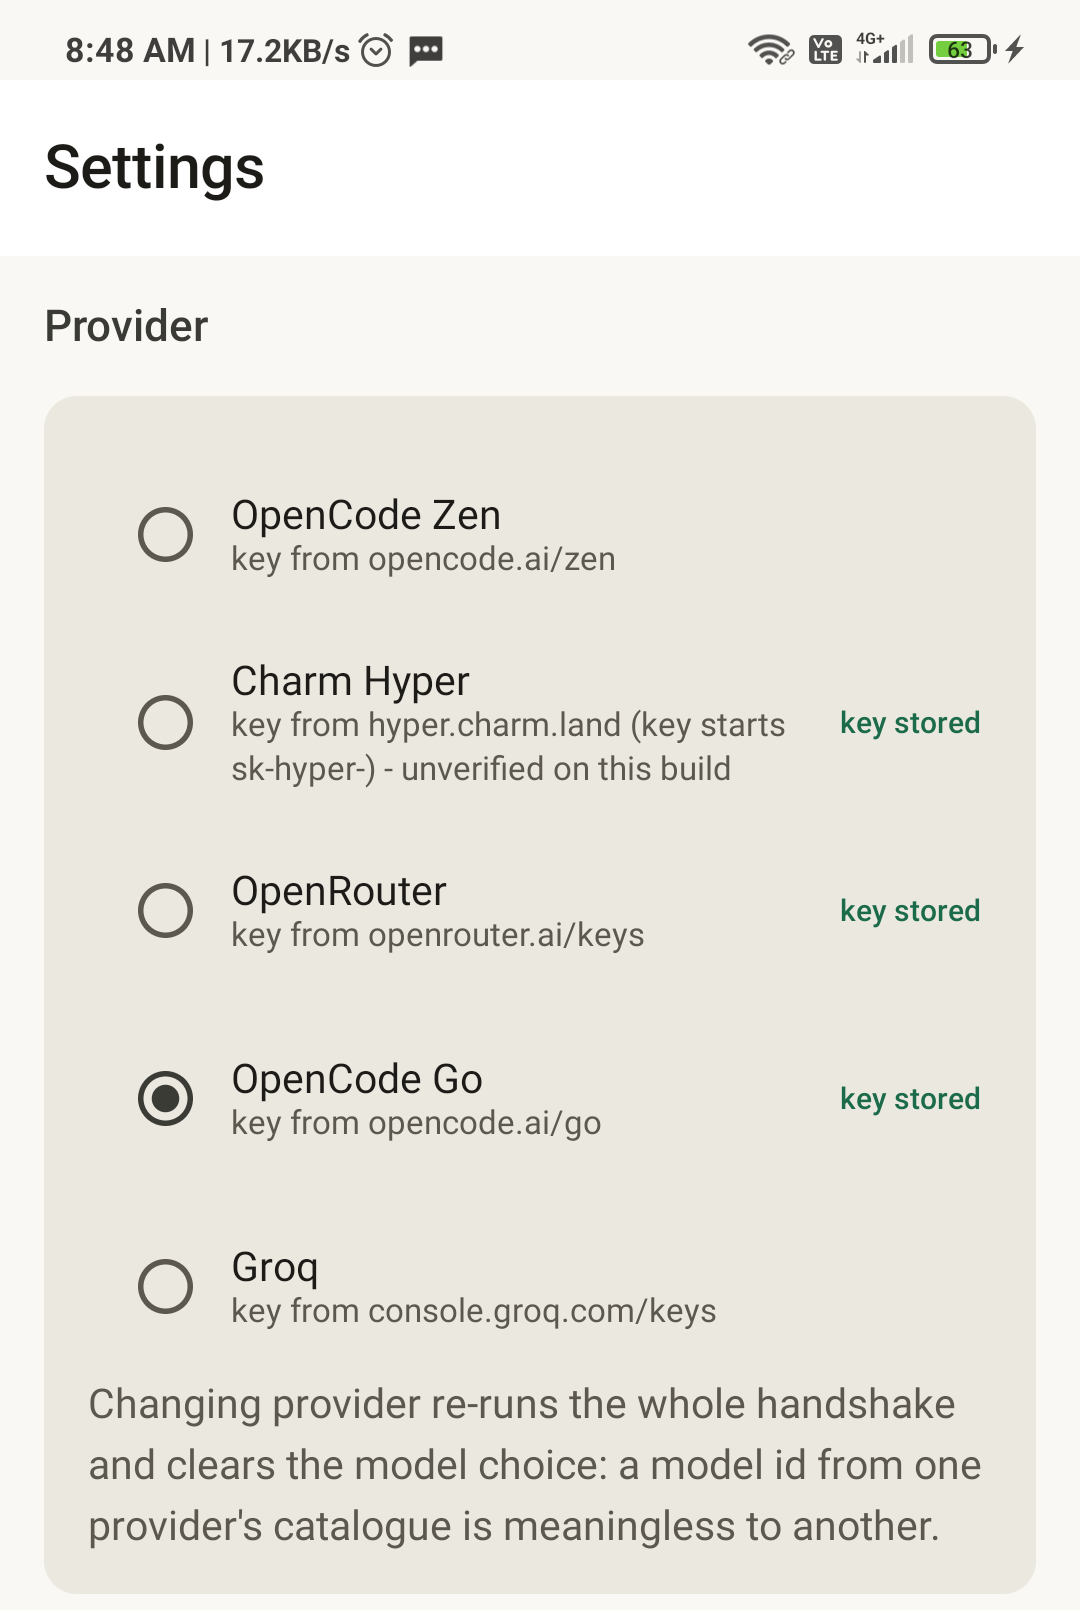 8:48 AM | 17.2KB/s
Vo LTE 4G+ 63
Settings
Provider
OpenCode Zen
key from opencode.ai/zen
Charm Hyper
key from hyper.charm.land (key starts
sk-hyper-) - unverified on this build
key stored
OpenRouter
key from openrouter.ai/keys
key stored
OpenCode Go
key from opencode.ai/go
key stored
Groq
key from console.groq.com/keys
Changing provider re-runs the whole handshake
and clears the model choice: a model id from one
provider's catalogue is meaningless to another.